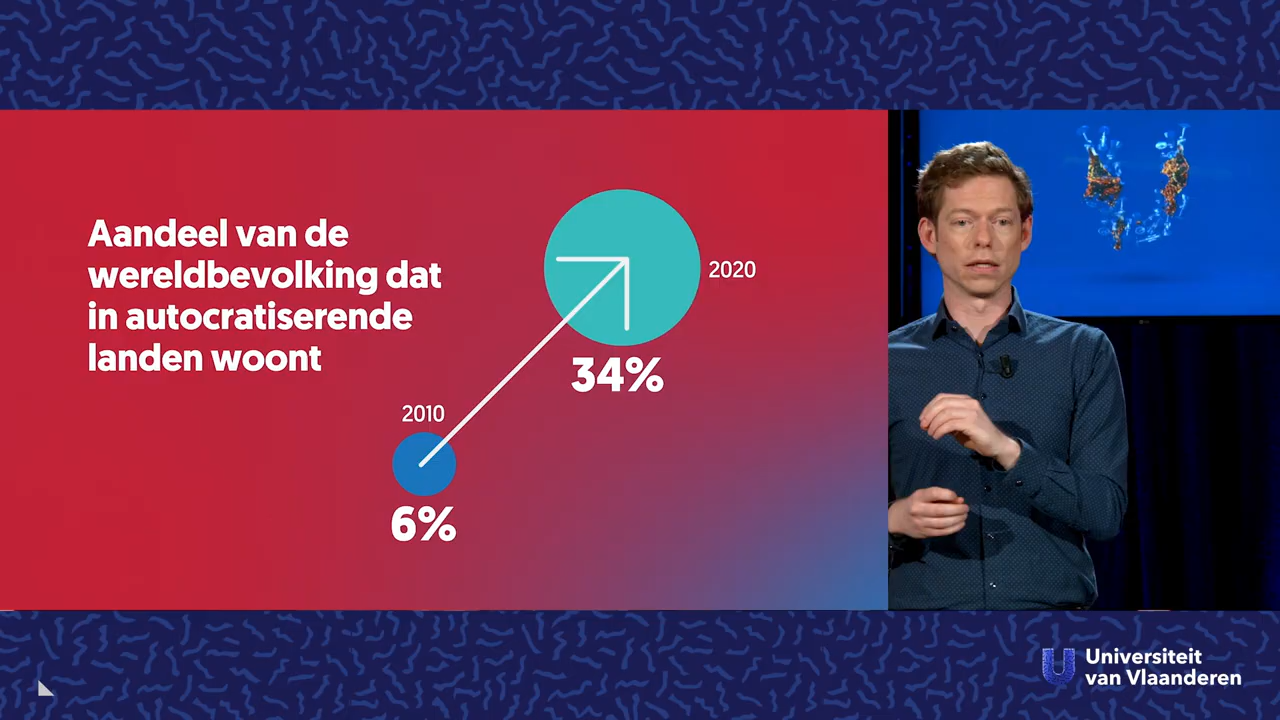 Aandeel van de
wereldbevolking dat
in autocratiserende
landen woont
2020
34%
2010
6%
Universiteit
van Vlaanderen